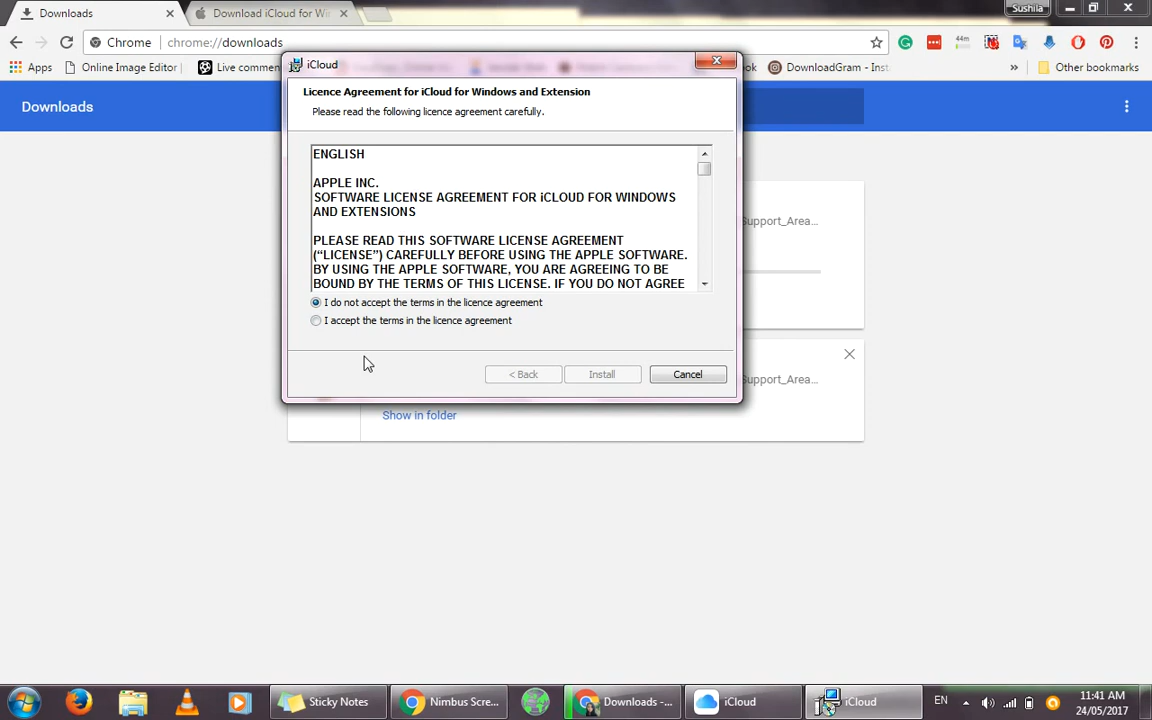 Downloads
Download iCloud for Wi
Sushila
Chrome
chrome://downloads
44m
Apps
Online Image Editor
Live commen
DownloadGram - Inst
»
Other bookmarks
Downloads
iCloud
Licence Agreement for iCloud for Windows and Extension
Please read the following licence agreement carefully.
ENGLISH
APPLE INC.
SOFTWARE LICENSE AGREEMENT FOR iCLOUD FOR WINDOWS
AND EXTENSIONS
PLEASE READ THIS SOFTWARE LICENSE AGREEMENT
(“LICENSE”) CAREFULLY BEFORE USING THE APPLE SOFTWARE.
BY USING THE APPLE SOFTWARE, YOU ARE AGREEING TO BE
BOUND BY THE TERMS OF THIS LICENSE. IF YOU DO NOT AGREE
I do not accept the terms in the licence agreement
I accept the terms in the licence agreement
< Back
Install
Cancel
Support_Area...
Support_Area...
Show in folder
Sticky Notes
Nimbus Scre...
Downloads -...
iCloud
iCloud
EN
11:41 AM
24/05/2017